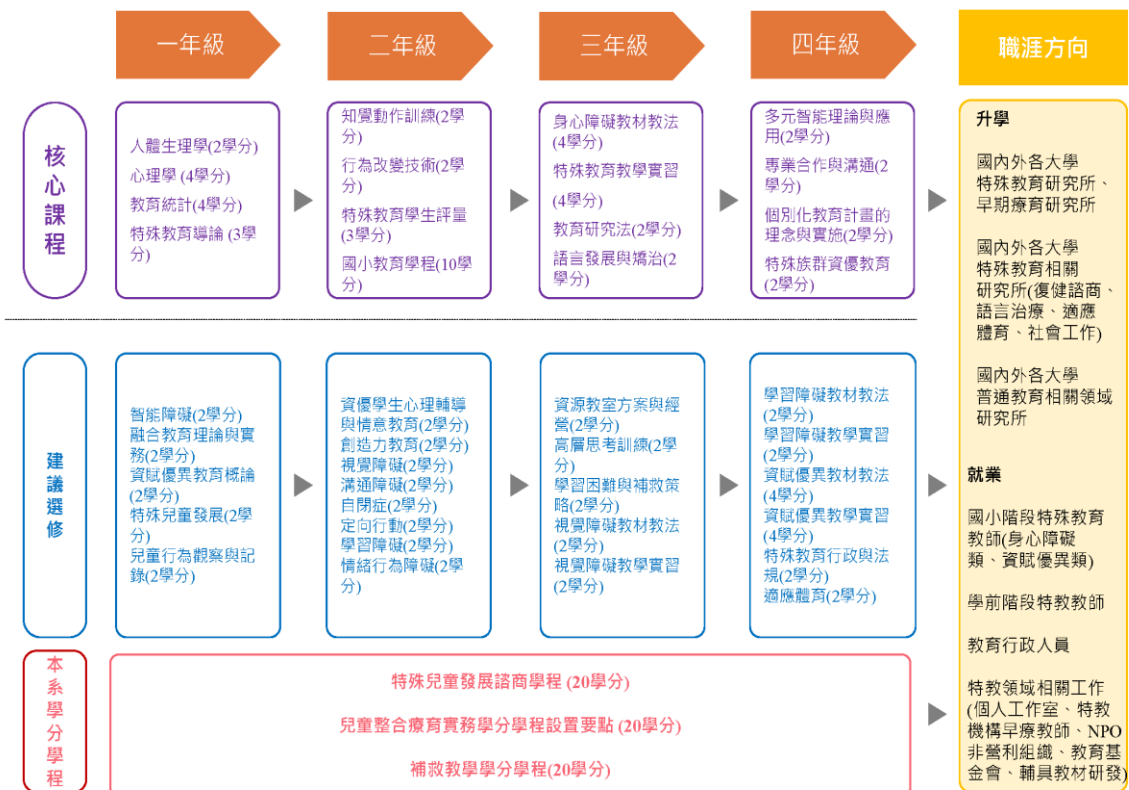 一年級
二年級
三年級
四年級
職涯方向
核心課程
人體生理學(2學分)
心理學 (4學分)
教育統計(4學分)
特殊教育導論 (3學
分)
知覺動作訓練(2學
分)
行為改變技術(2學
分)
特殊教育學生評量
(3學分)
國小教育學程(10學
分)
身心障礙教材教法
(4學分)
特殊教育教學實習
(4學分)
教育研究法(2學分)
語言發展與矯治(2
學分)
多元智能理論與應
用(2學分)
專業合作與溝通(2
學分)
個別化教育計畫的
理念與實施(2學分)
特殊族群資優教育
(2學分)
建議選修
智能障礙(2學分)
融合教育理論與實
務(2學分)
資賦優異教育概論
(2學分)
特殊兒童發展(2學
分)
兒童行為觀察與記
錄(2學分)
資優學生心理輔導
與情意教育(2學分)
創造力教育(2學分)
視覺障礙(2學分)
溝通障礙(2學分)
自閉症(2學分)
定向行動(2學分)
學習障礙(2學分)
情緒行為障礙(2學
分)
資源教室方案與經
營(2學分)
高層思考訓練(2學
分)
學習困難與補救策
略(2學分)
視覺障礙教材教法
(2學分)
視覺障礙教學實習
(2學分)
學習障礙教材教法
(2學分)
學習障礙教學實習
(2學分)
資賦優異教材教法
(4學分)
資賦優異教學實習
(4學分)
特殊教育行政與法
規(2學分)
適應體育(2學分)
本系學分學程
特殊兒童發展諮商學程 (20學分)
兒童整合療育實務學分學程設置要點 (20學分)
補救教學學分學程(20學分)
升學
國內外各大學
特殊教育研究所、
早期療育研究所
國內外各大學
特殊教育相關
研究所(復健諮商、
語言治療、適應
體育、社會工作)
國內外各大學
普通教育相關領域
研究所
就業
國小階段特殊教育
教師(身心障礙
類、資賦優異類)
學前階段特教教師
教育行政人員
特教領域相關工作
(個人工作室、特教
機構早療教師、NPO
非營利組織、教育基
金會、輔具教材研發)